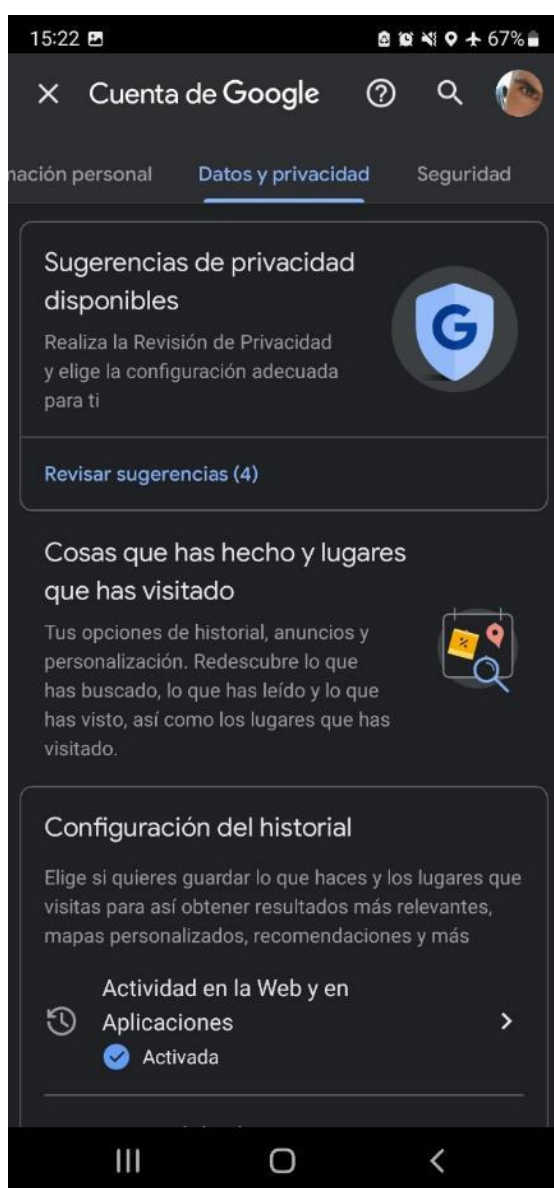 15:22 67%
Cuenta de Google
mación personal Datos y privacidad Seguridad
Sugerencias de privacidad
disponibles
Realiza la Revisión de Privacidad
y elige la configuración adecuada
para ti
G
Revisar sugerencias (4)
Cosas que has hecho y lugares
que has visitado
Tus opciones de historial, anuncios y
personalización. Redescubre lo que
has buscado, lo que has leído y lo que
has visto, así como los lugares que has
visitado.
Configuración del historial
Elige si quieres guardar lo que haces y los lugares que
visitas para así obtener resultados más relevantes,
mapas personalizados, recomendaciones y más
Actividad en la Web y en
Aplicaciones
Activada